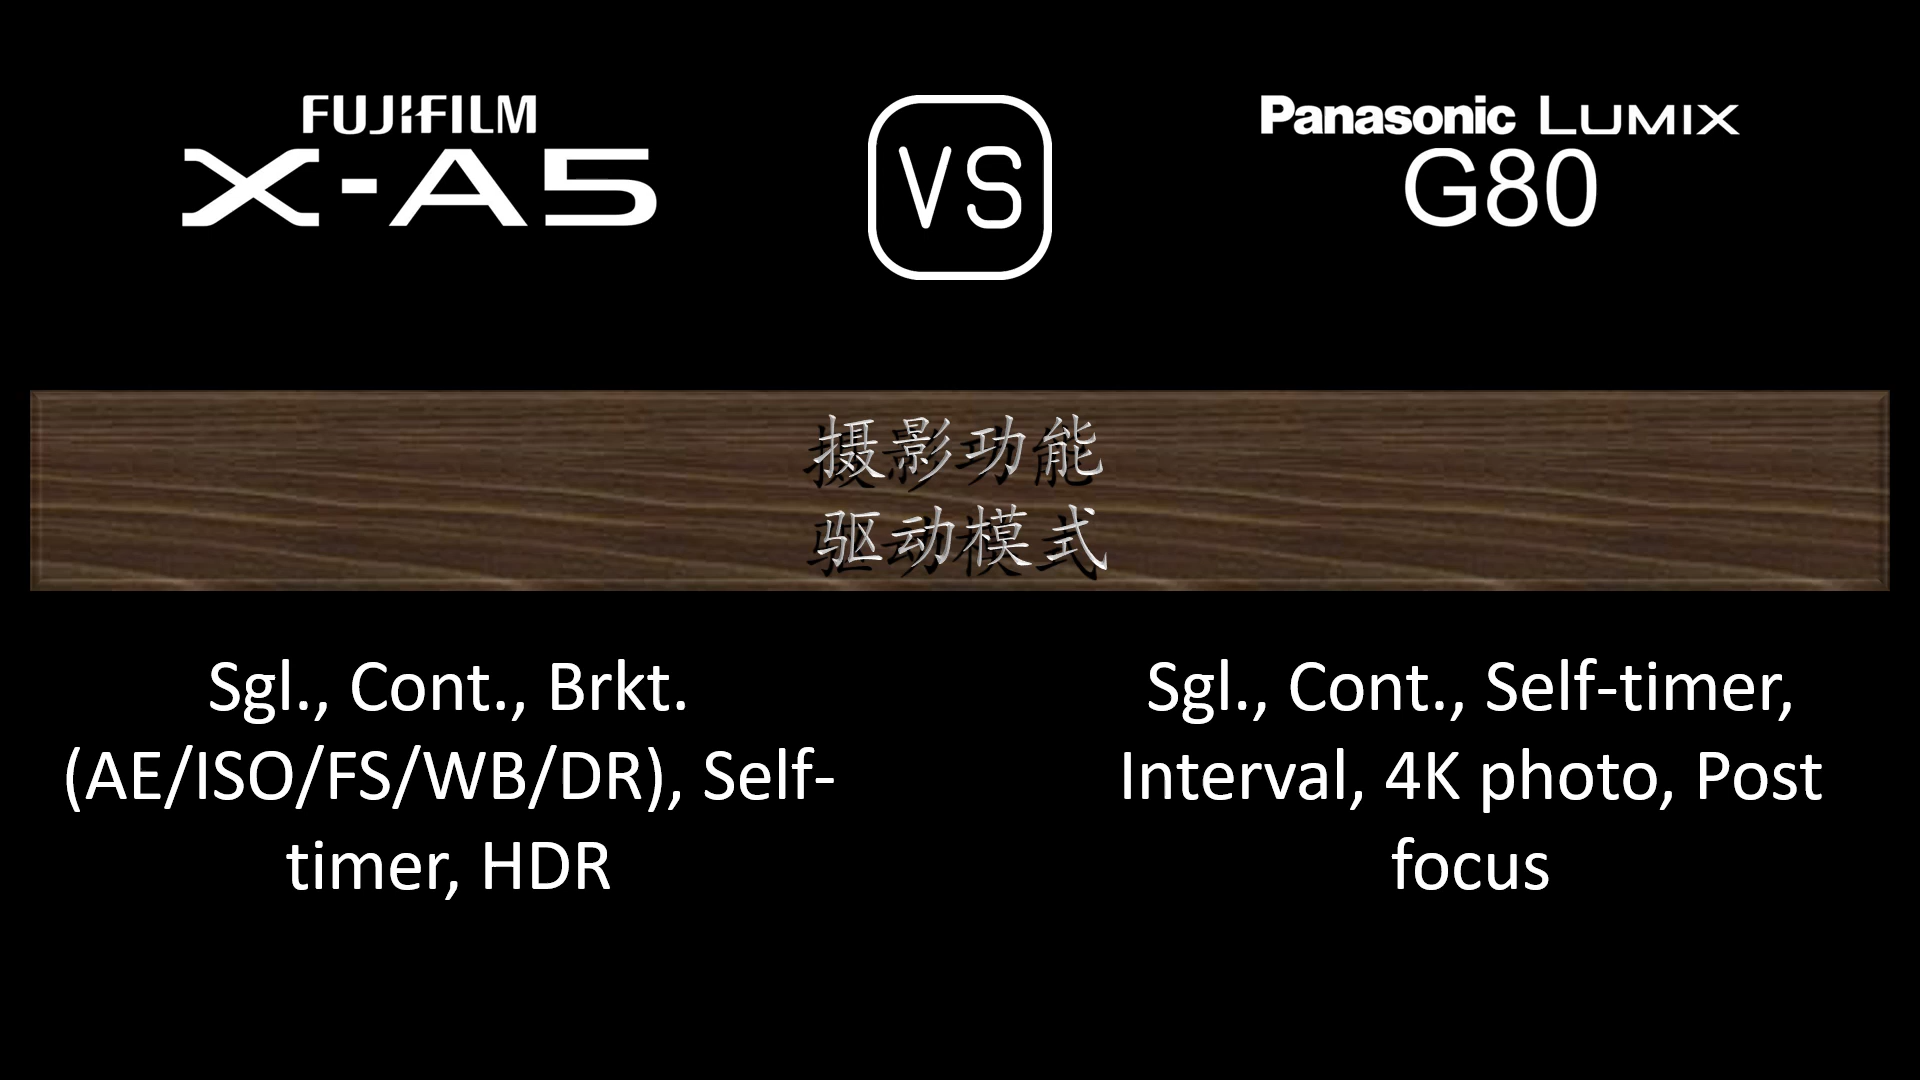 FUJIFILM
X-A5
VS
Panasonic LUMIX
G80
摄影功能
驱动模式
Sgl., Cont., Brkt.
(AE/ISO/FS/WB/DR), Self-
timer, HDR
Sgl., Cont., Self-timer,
Interval, 4K photo, Post
focus